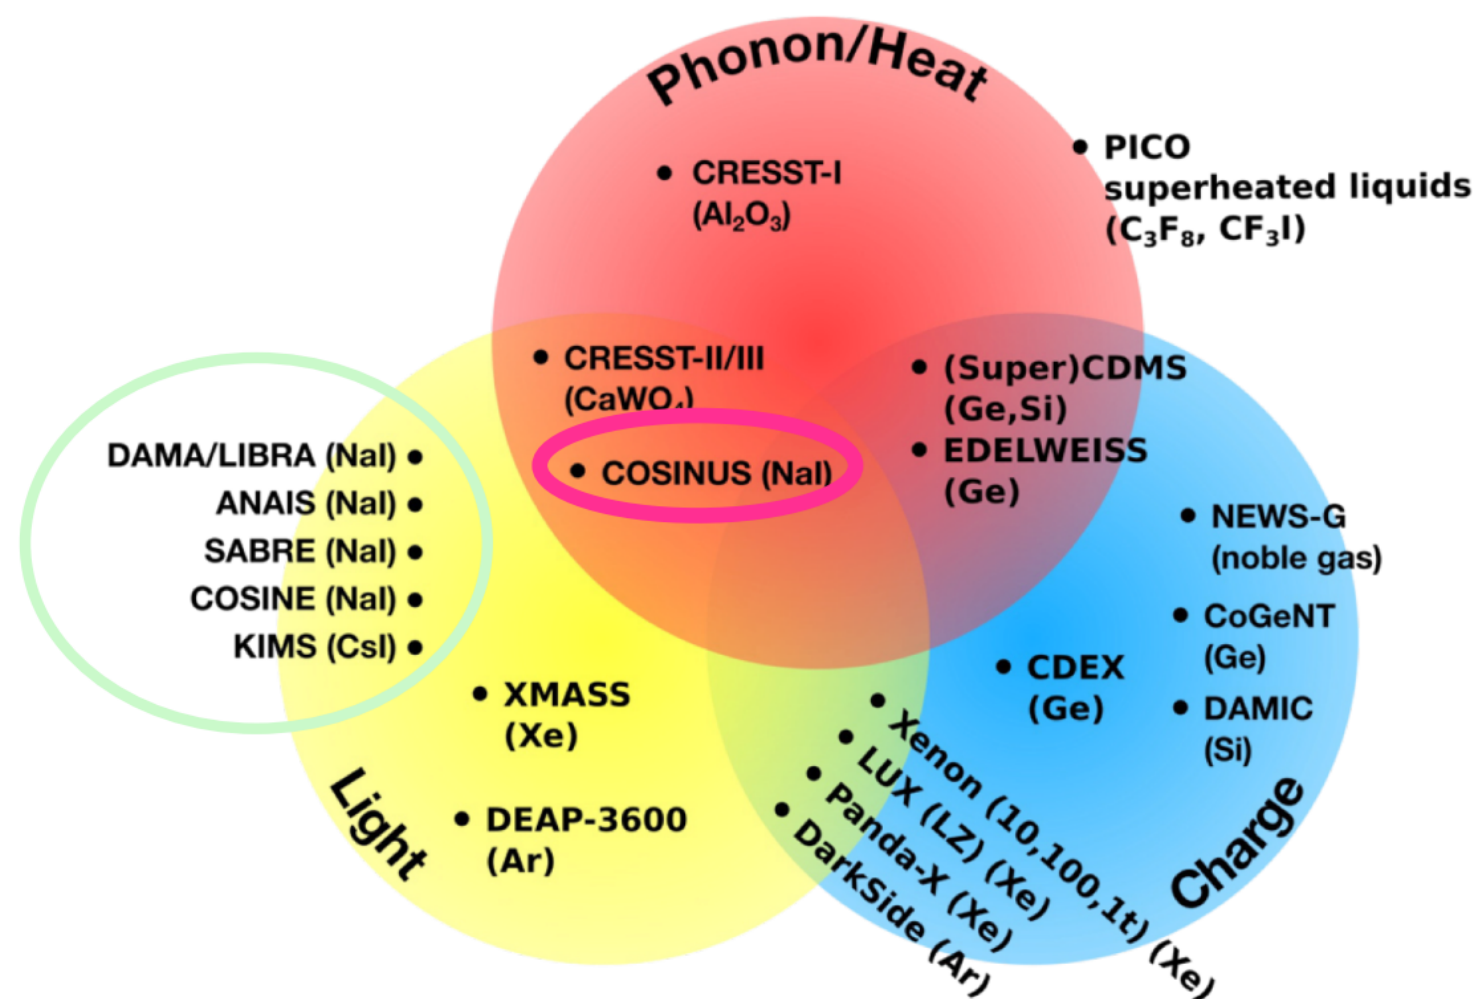 Phonon/Heat
• CRESST-I
(Al₂O₃)
• PICO
superheated liquids
(C₃F₈, CF₃I)
• CRESST-II/III
(CaWO₄)
• COSINUS (NaI)
• (Super)CDMS
(Ge,Si)
• EDELWEISS
(Ge)
DAMA/LIBRA (NaI) •
ANAIS (NaI) •
SABRE (NaI) •
COSINE (NaI) •
KIMS (CsI) •
• XMASS
(Xe)
• DEAP-3600
(Ar)
Light
• NEWS-G
(noble gas)
• CoGeNT
(Ge)
• CDEX
(Ge)
• DAMIC
(Si)
• Xenon (10,100,1t) (Xe)
• LUX (LZ) (Xe)
• Panda-X (Xe)
• DarkSide (Ar)
Charge